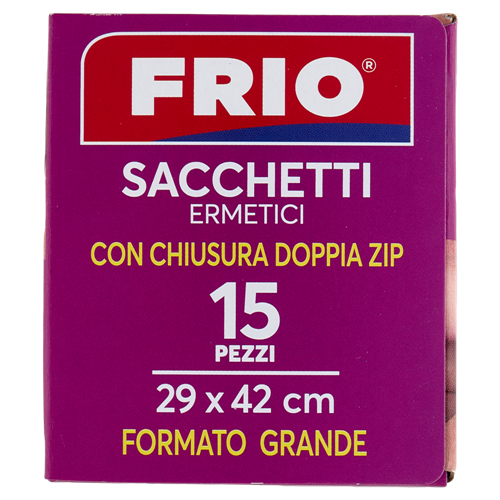 FRIO®
SACCHETTI
ERMETICI
CON CHIUSURA DOPPIA ZIP
15
PEZZI
29 x 42 cm
FORMATO GRANDE